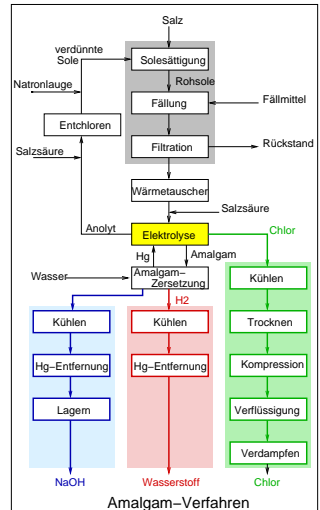 Salz
verdünnte
Sole
Solesättigung
Rohsole
Natronlauge
Fällung
Fällmittel
Entchloren
Filtration
Rückstand
Salzsäure
Wärmetauscher
Salzsäure
Anolyt
Elektrolyse
Chlor
Hg
Amalgam
Wasser
Amalgam-
Zersetzung
H2
Kühlen
Kühlen
Kühlen
Trocknen
Hg-Entfernung
Hg-Entfernung
Kompression
Lagern
Verflüssigung
Verdampfen
NaOH
Wasserstoff
Chlor
Amalgam-Verfahren